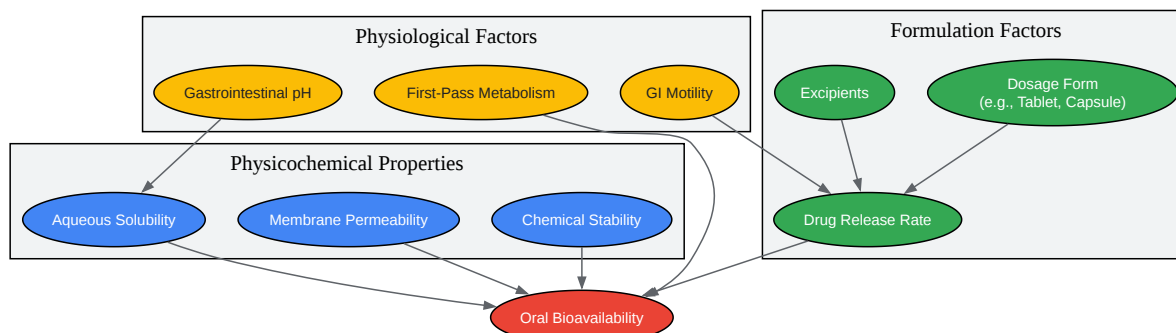 Physiological Factors
Formulation Factors
Gastrointestinal pH
First-Pass Metabolism
GI Motility
Excipients
Dosage Form
(e.g., Tablet, Capsule)
Physicochemical Properties
Aqueous Solubility
Membrane Permeability
Chemical Stability
Drug Release Rate
Oral Bioavailability